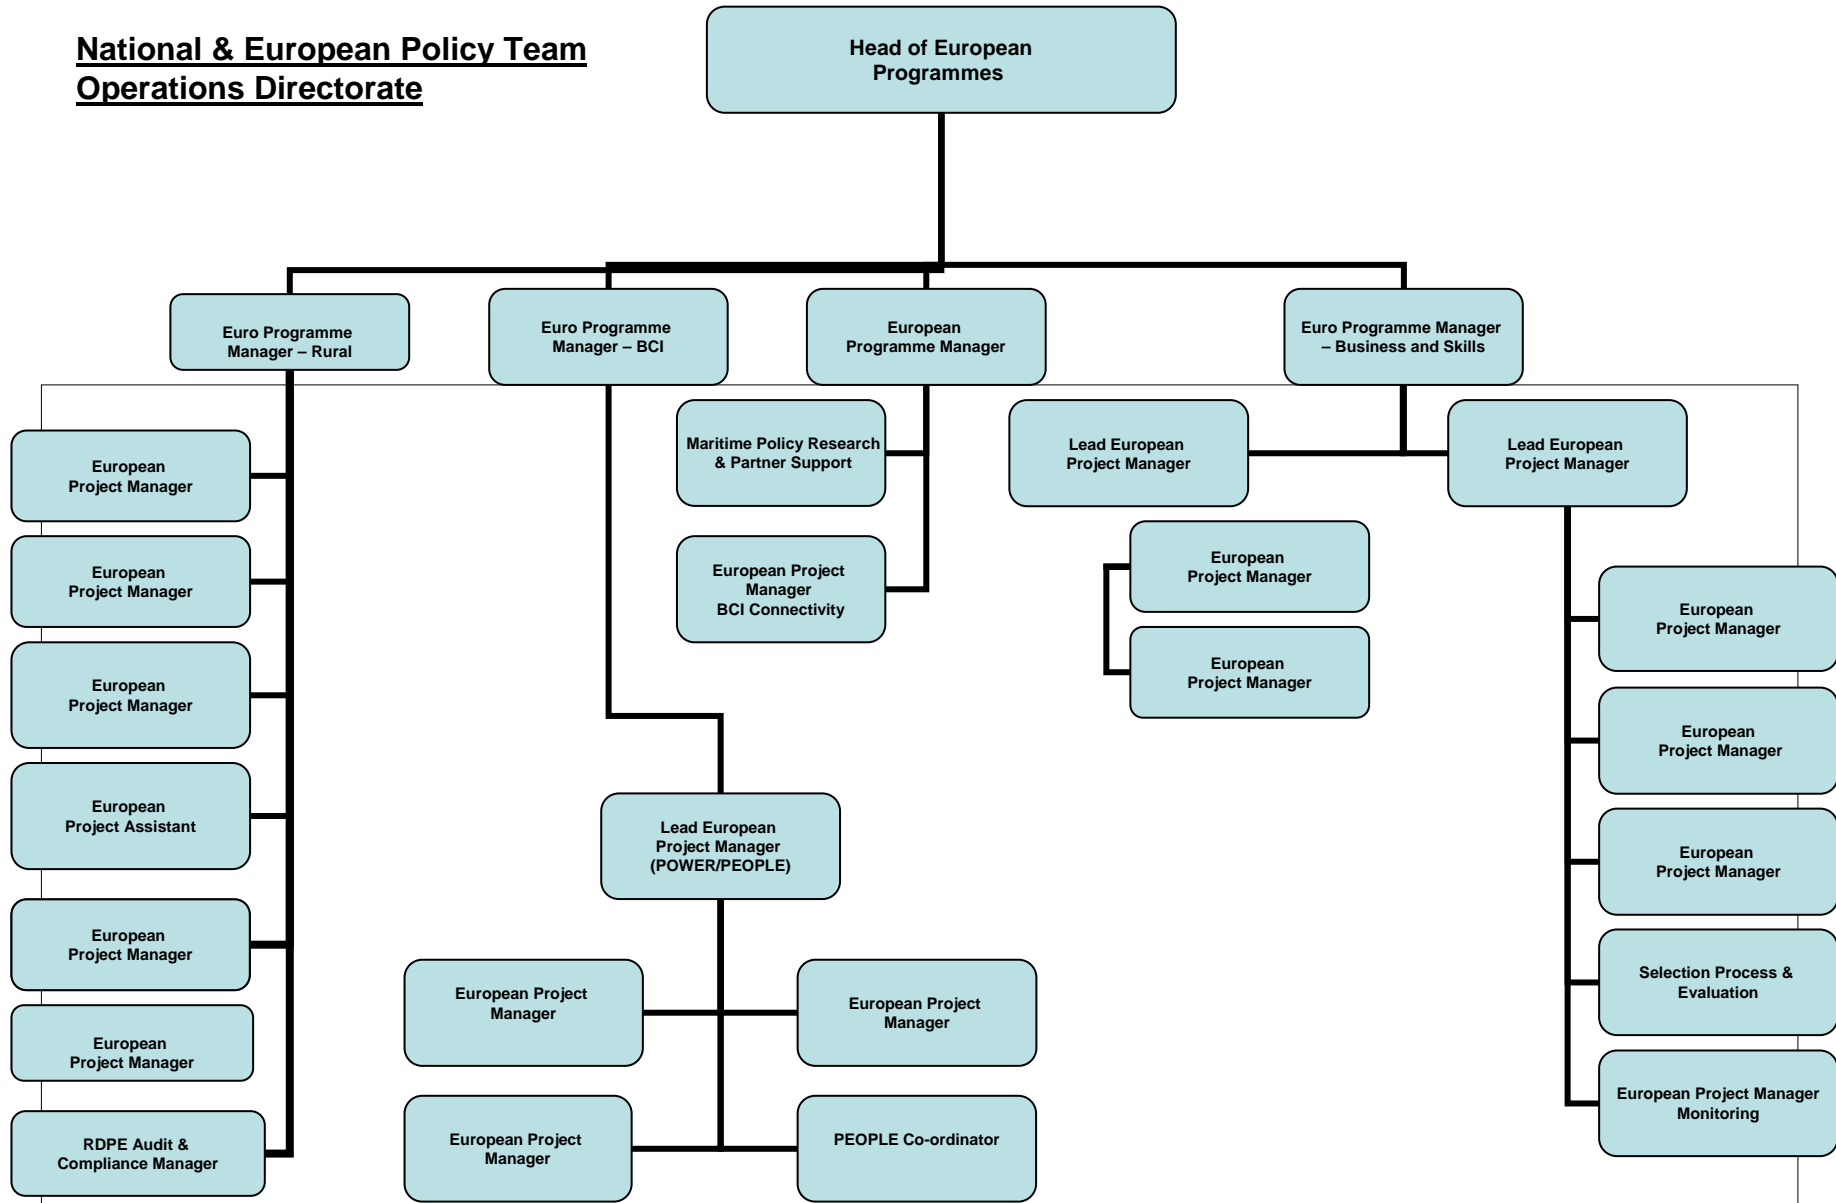 National & European Policy Team
Operations Directorate
Head of European
Programmes
Euro Programme
Manager – Rural
Euro Programme
Manager – BCI
European
Programme Manager
Euro Programme Manager
– Business and Skills
European
Project Manager
European
Project Manager
European
Project Manager
European
Project Assistant
European
Project Manager
European
Project Manager
RDPE Audit &
Compliance Manager
Lead European
Project Manager
(POWER/PEOPLE)
European Project
Manager
European Project
Manager
European Project
Manager
PEOPLE Co-ordinator
Maritime Policy Research
& Partner Support
European Project
Manager
BCI Connectivity
Lead European
Project Manager
European
Project Manager
European
Project Manager
Lead European
Project Manager
European
Project Manager
European
Project Manager
European
Project Manager
Selection Process &
Evaluation
European Project Manager
Monitoring